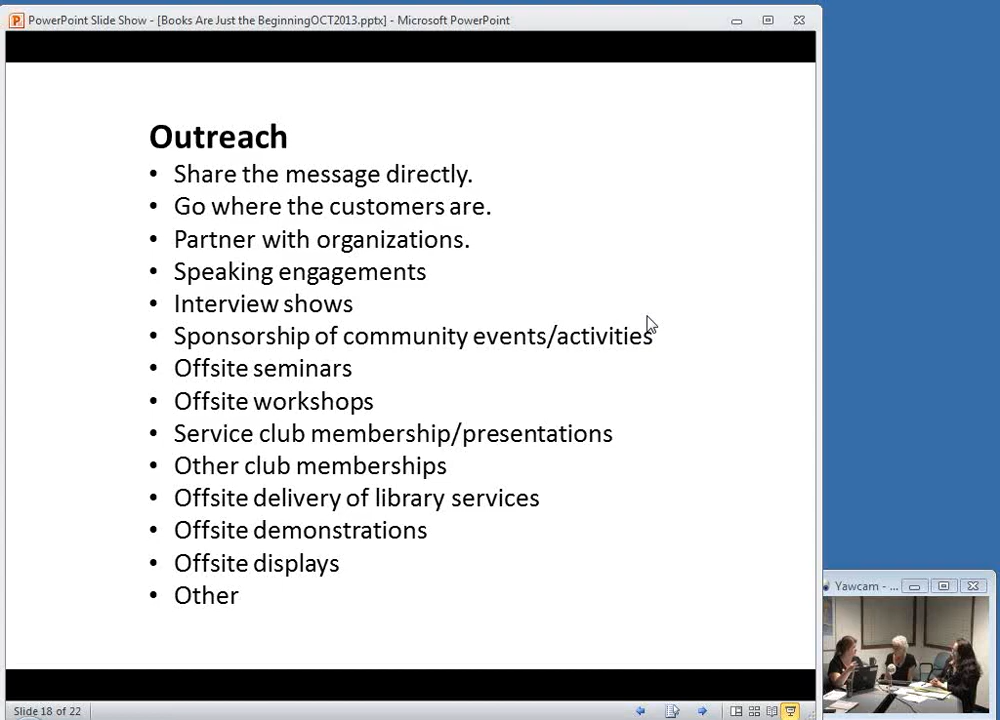 PowerPoint Slide Show - [Books Are Just the BeginningOCT2013.pptx] - Microsoft PowerPoint
Outreach
• Share the message directly.
• Go where the customers are.
• Partner with organizations.
• Speaking engagements
• Interview shows
• Sponsorship of community events/activities
• Offsite seminars
• Offsite workshops
• Service club membership/presentations
• Other club memberships
• Offsite delivery of library services
• Offsite demonstrations
• Offsite displays
• Other
Yawcam - ...
Slide 18 of 22